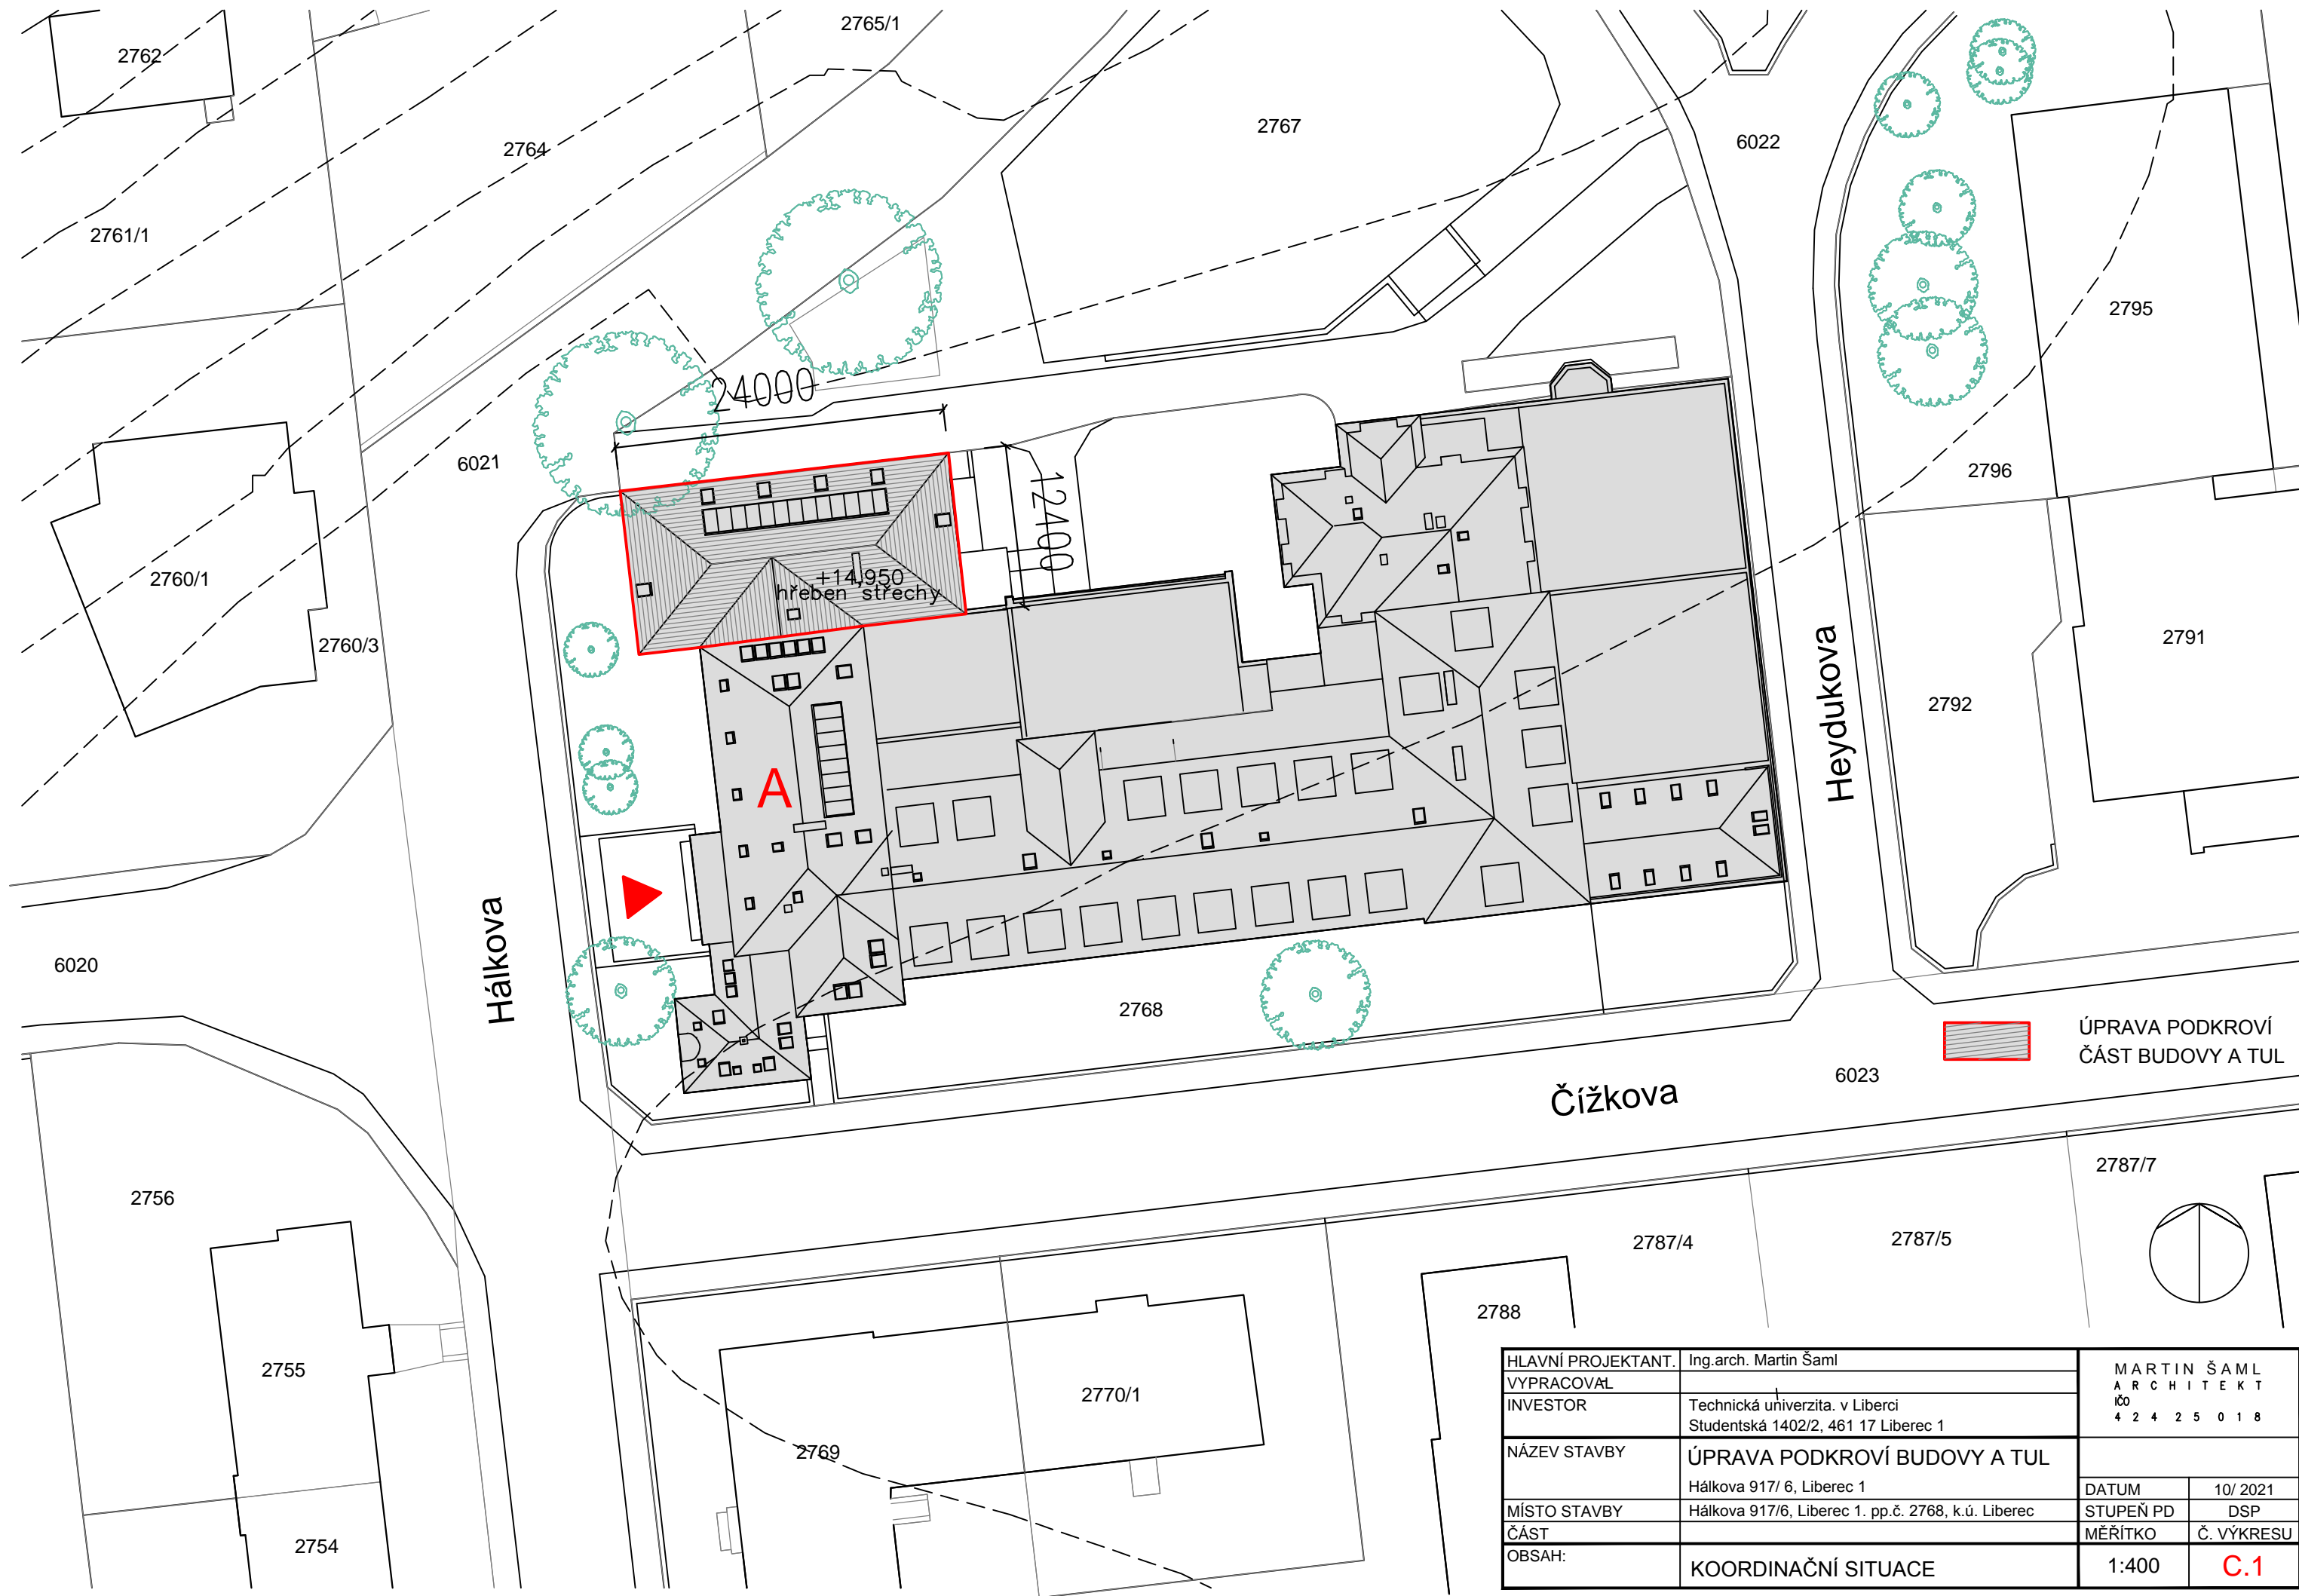 2765/1
2762
2767
6022
2764
2761/1
2795
24000
6021
2796
12400
2760/1
+14,950
hřeben střechy
2760/3
2791
Heydukova
2792
A
Hálkova
6020
2768
ÚPRAVA PODKROVÍ
ČÁST BUDOVY A TUL
6023
Čížkova
2787/7
2756
2787/4
2787/5
2788
2755
2770/1
2769
2754
HLAVNÍ PROJEKTANT. Ing.arch. Martin Šaml
VYPRACOVAL
INVESTOR Technická univerzita. v Liberci
Studentská 1402/2, 461 17 Liberec 1
NÁZEV STAVBY ÚPRAVA PODKROVÍ BUDOVY A TUL
Hálkova 917/ 6, Liberec 1
MÍSTO STAVBY Hálkova 917/6, Liberec 1. pp.č. 2768, k.ú. Liberec
ČÁST
OBSAH: KOORDINAČNÍ SITUACE
MARTIN ŠAML
ARCHITEKT
IČO
424 25 018
DATUM 10/ 2021
STUPEŇ PD DSP
MĚŘÍTKO Č. VÝKRESU
1:400 C.1